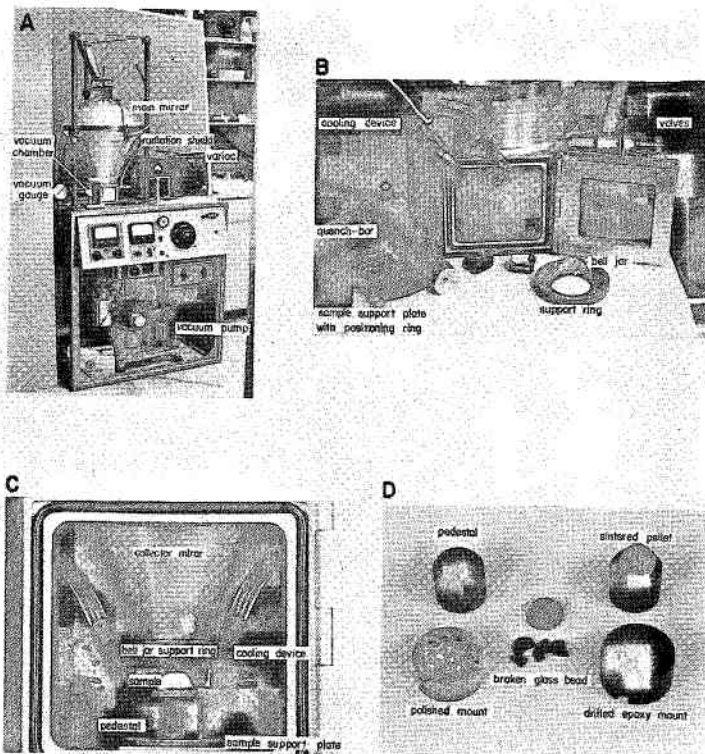 A
main mirror
vacuum
chamber
radiation shield
variac
vacuum
gauge
vacuum pump
B
cooling device
valves
quench-bar
bell jar
sample support plate
with positioning ring
support ring
C
collector mirror
bell jar support ring
cooling device
sample
pedestal
sample support plate
D
pedestal
sintered pellet
broken glass bead
polished mount
drilled epoxy mount